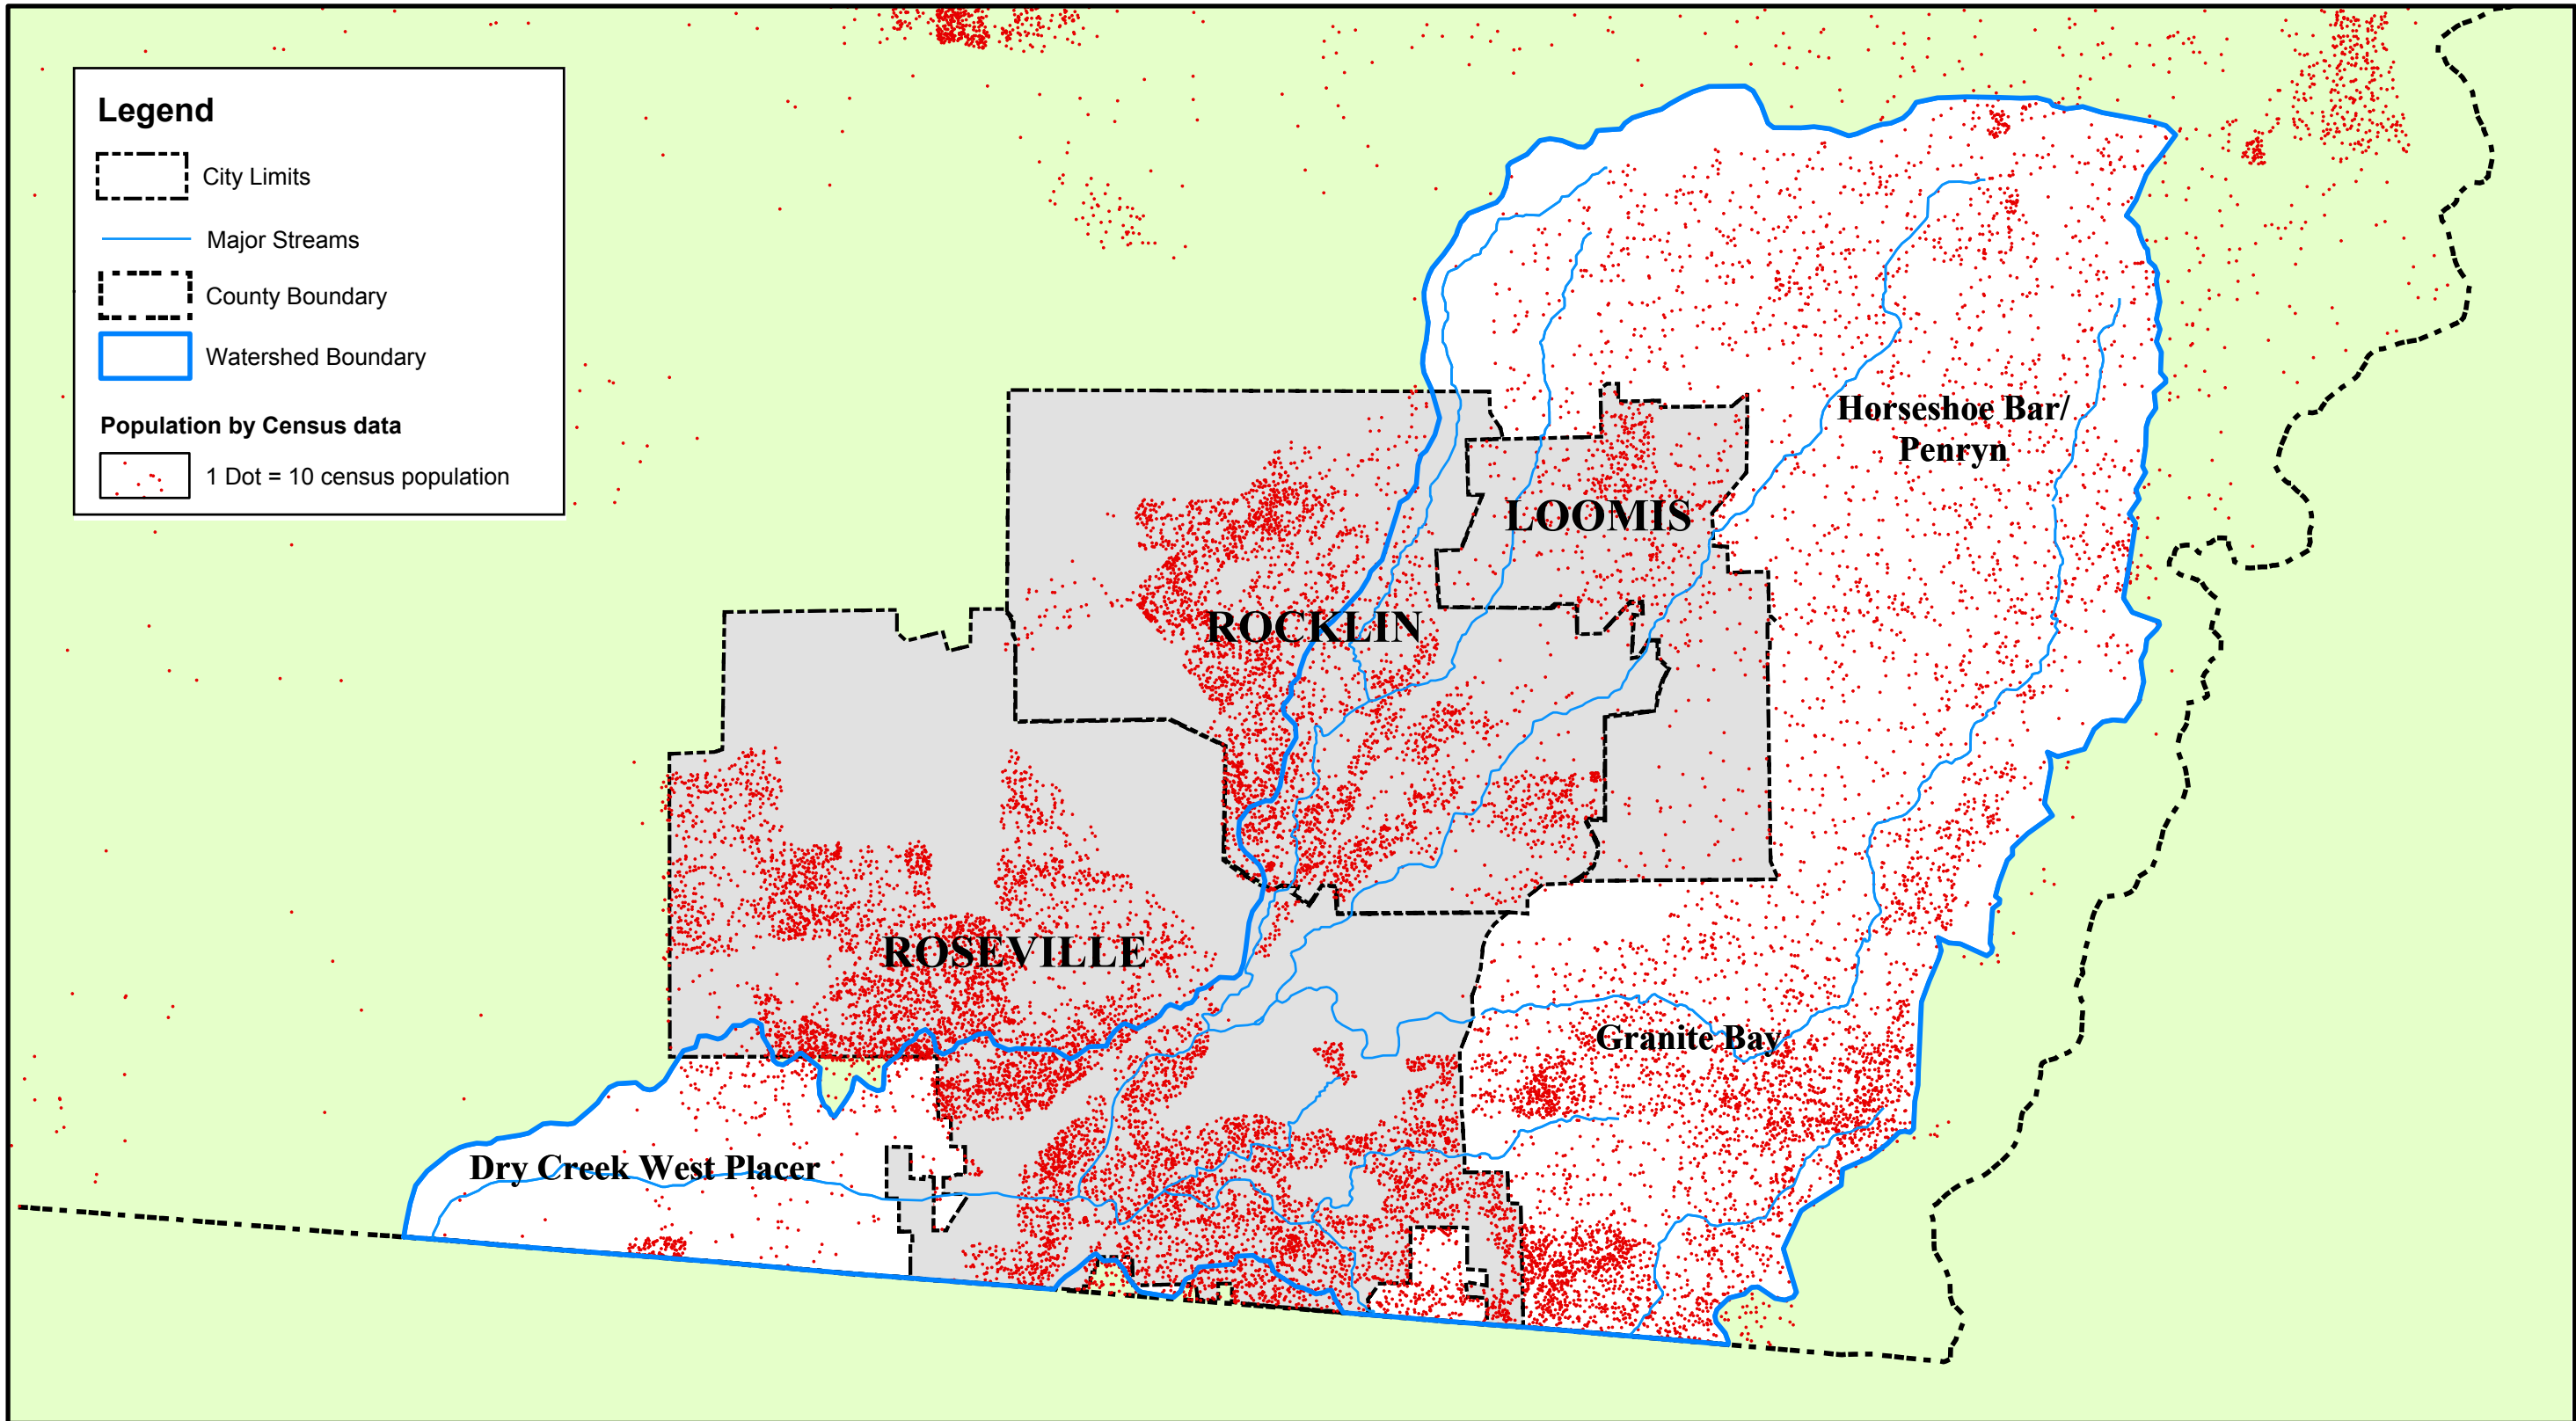 Legend
City Limits
Major Streams
County Boundary
Watershed Boundary
Population by Census data
1 Dot = 10 census population
Horseshoe Bar/
Penryn
LOOMIS
ROCKLIN
ROSEVILLE
Granite Bay
Dry Creek West Placer